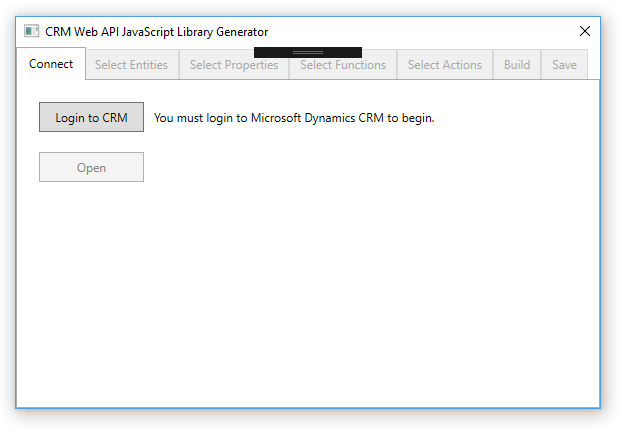 CRM Web API JavaScript Library Generator
Connect Select Entities Select Properties Select Functions Select Actions Build Save
Login to CRM You must login to Microsoft Dynamics CRM to begin.
Open